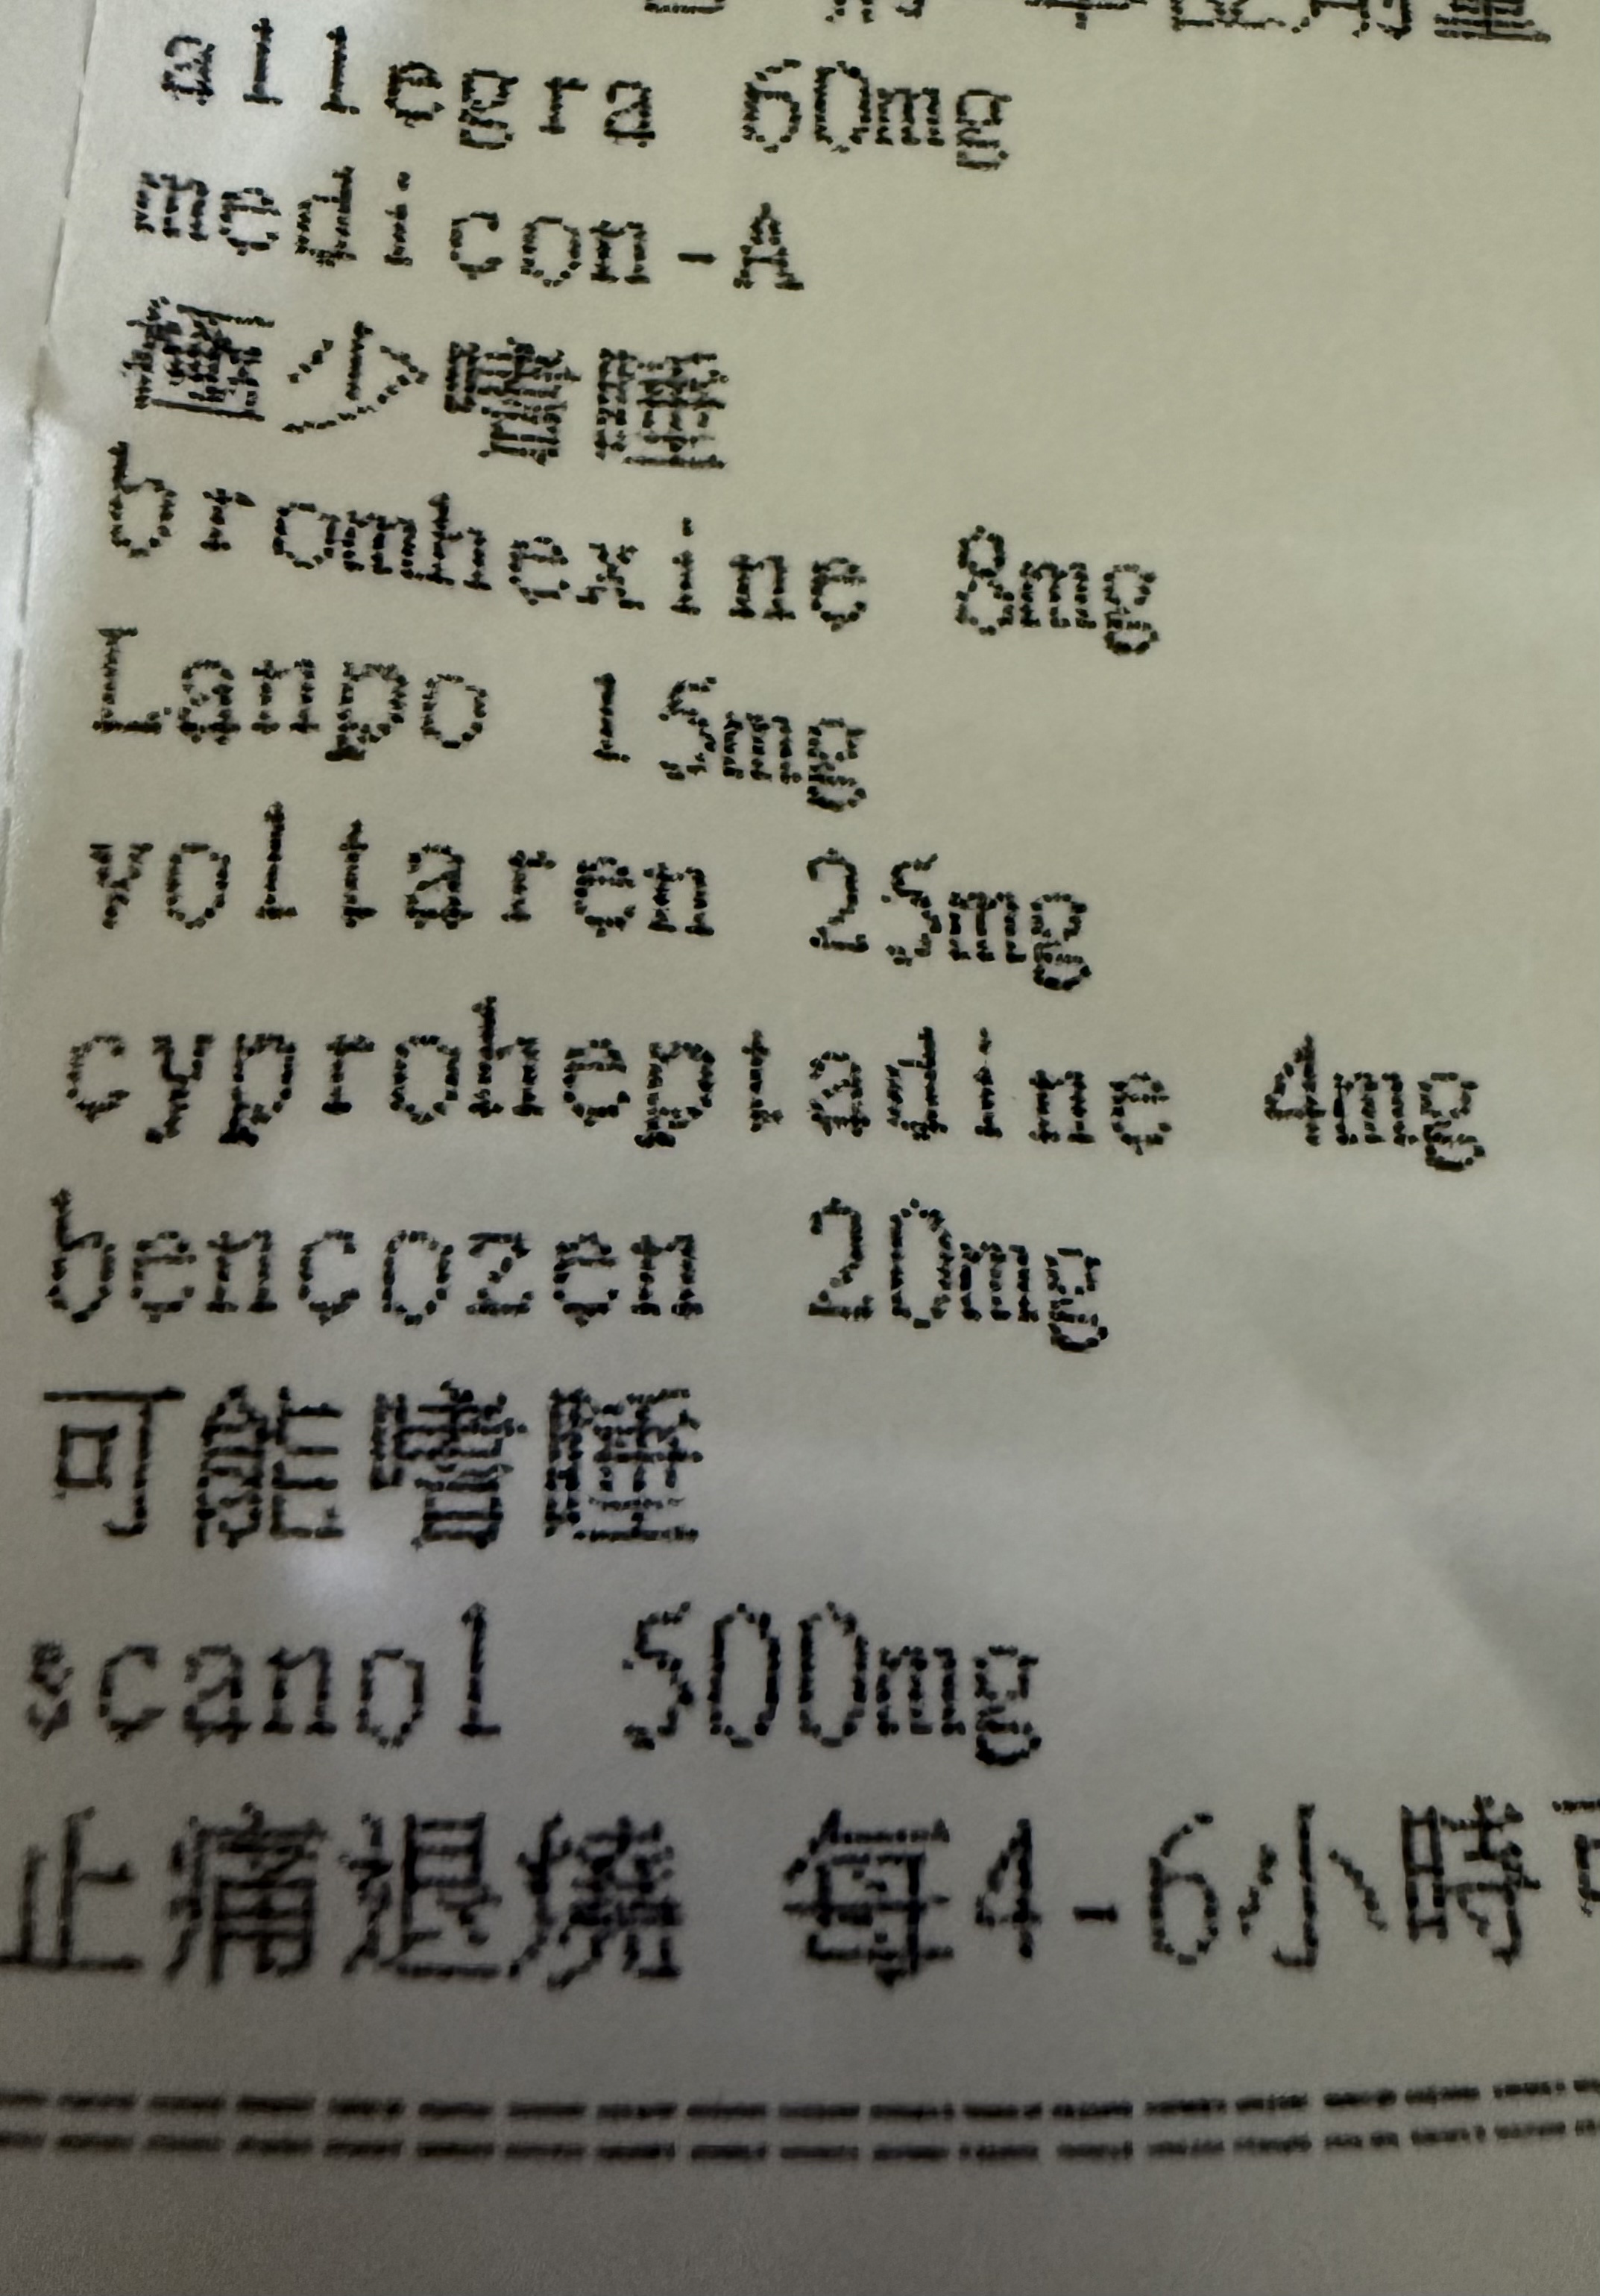 allegra 60mg
medicon-A
極少嗜睡
bromhexine 8mg
Lanpo 15mg
voltaren 25mg
cyproheptadine 4mg
bencozen 20mg
可能嗜睡
scanol 500mg
止痛退燒 每4-6小時